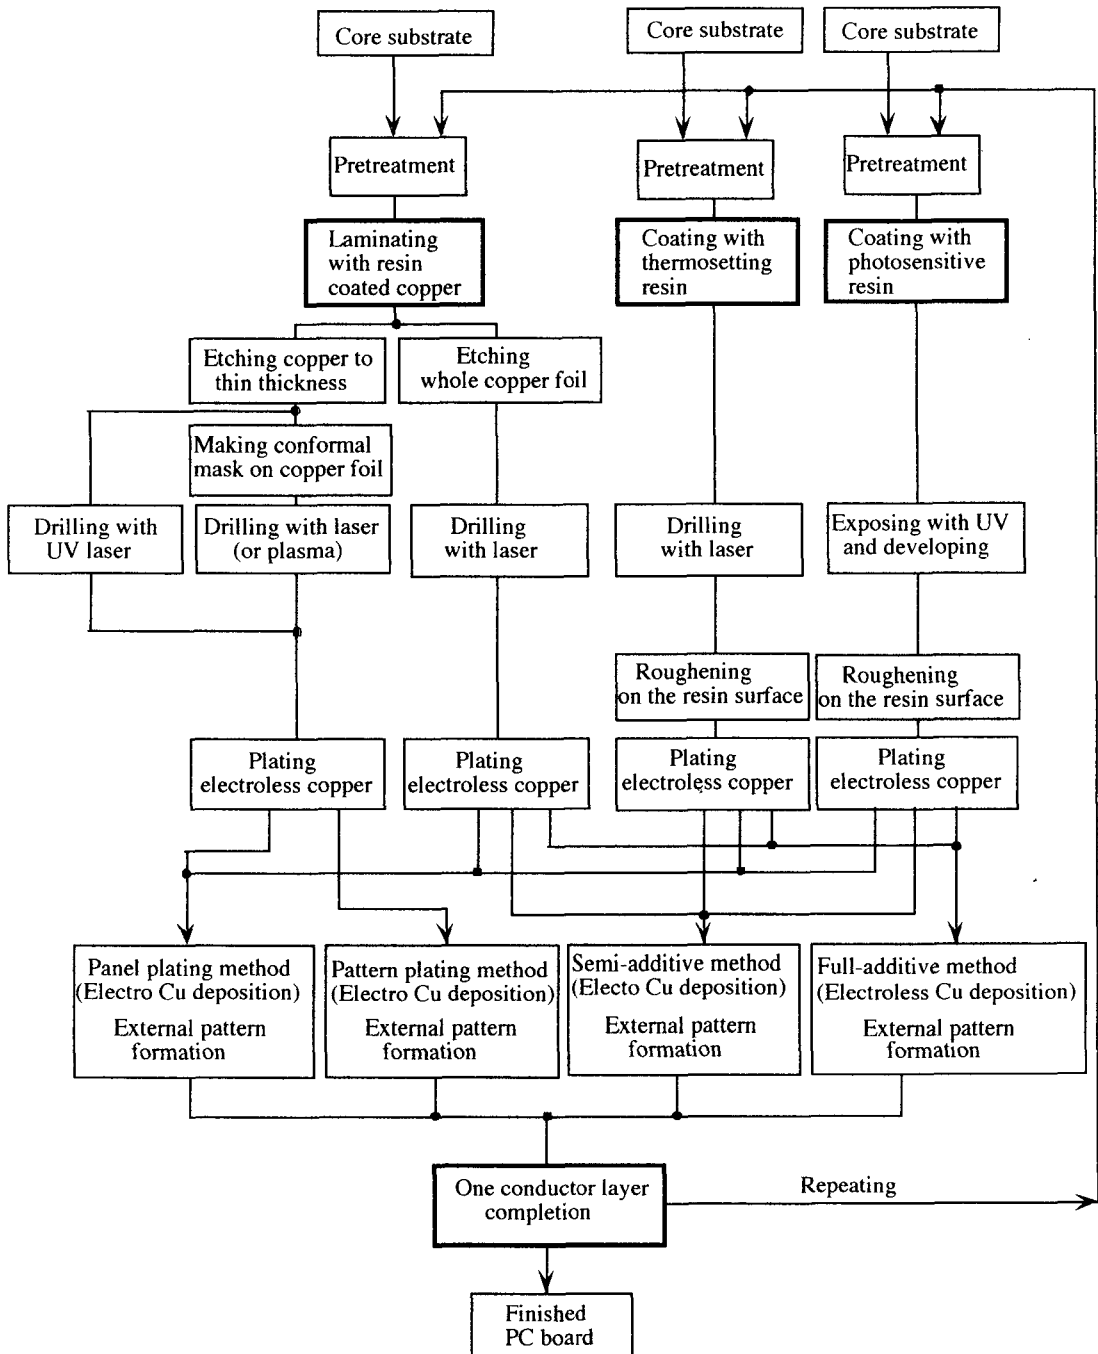 Core substrate
Core substrate
Core substrate
Pretreatment
Pretreatment
Pretreatment
Laminating
with resin
coated copper
Coating with
thermosetting
resin
Coating with
photosensitive
resin
Etching copper to
thin thickness
Etching
whole copper foil
Making conformal
mask on copper foil
Drilling with
UV laser
Drilling with laser
(or plasma)
Drilling
with laser
Drilling
with laser
Exposing with UV
and developing
Roughening
on the resin surface
Roughening
on the resin surface
Plating
electroless copper
Plating
electroless copper
Plating
electroless copper
Plating
electroless copper
Panel plating method
(Electro Cu deposition)
External pattern
formation
Pattern plating method
(Electro Cu deposition)
External pattern
formation
Semi-additive method
(Electo Cu deposition)
External pattern
formation
Full-additive method
(Electroless Cu deposition)
External pattern
formation
One conductor layer
completion
Repeating
Finished
PC board